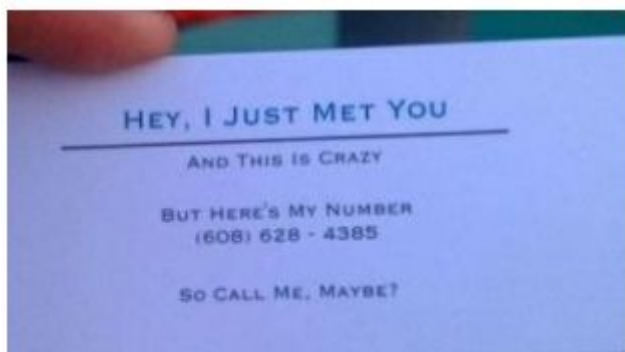 HEY, I JUST MET YOU
AND THIS IS CRAZY
BUT HERE'S MY NUMBER
(608) 628 - 4385
SO CALL ME, MAYBE?